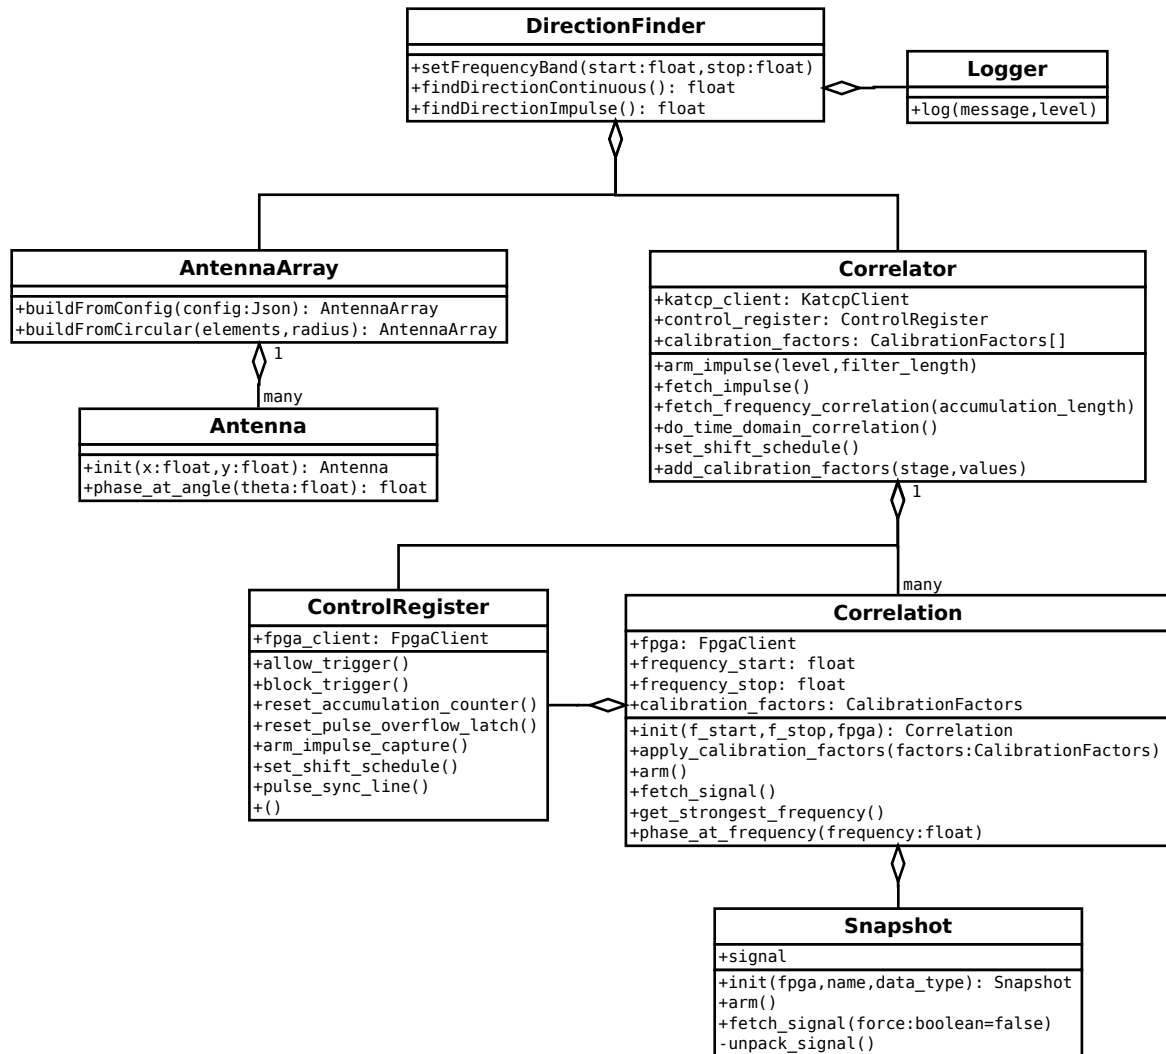 DirectionFinder
+setFrequencyBand(start:float,stop:float)
+findDirectionContinuous(): float
+findDirectionImpulse(): float
Logger
+log(message,level)
AntennaArray
+buildFromConfig(config:Json): AntennaArray
+buildFromCircular(elements,radius): AntennaArray
1
many
Antenna
+init(x:float,y:float): Antenna
+phase_at_angle(theta:float): float
Correlator
+katcp_client: KatcpClient
+control_register: ControlRegister
+calibration_factors: CalibrationFactors[]
+arm_impulse(level,filter_length)
+fetch_impulse()
+fetch_frequency_correlation(accumulation_length)
+do_time_domain_correlation()
+set_shift_schedule()
+add_calibration_factors(stage,values)
1
many
ControlRegister
+fpga_client: FpgaClient
+allow_trigger()
+block_trigger()
+reset_accumulation_counter()
+reset_pulse_overflow_latch()
+arm_impulse_capture()
+set_shift_schedule()
+pulse_sync_line()
+()
Correlation
+fpga: FpgaClient
+frequency_start: float
+frequency_stop: float
+calibration_factors: CalibrationFactors
+init(f_start,f_stop,fpga): Correlation
+apply_calibration_factors(factors:CalibrationFactors)
+arm()
+fetch_signal()
+get_strongest_frequency()
+phase_at_frequency(frequency:float)
Snapshot
+signal
+init(fpga,name,data_type): Snapshot
+arm()
+fetch_signal(force:boolean=false)
-unpack_signal()